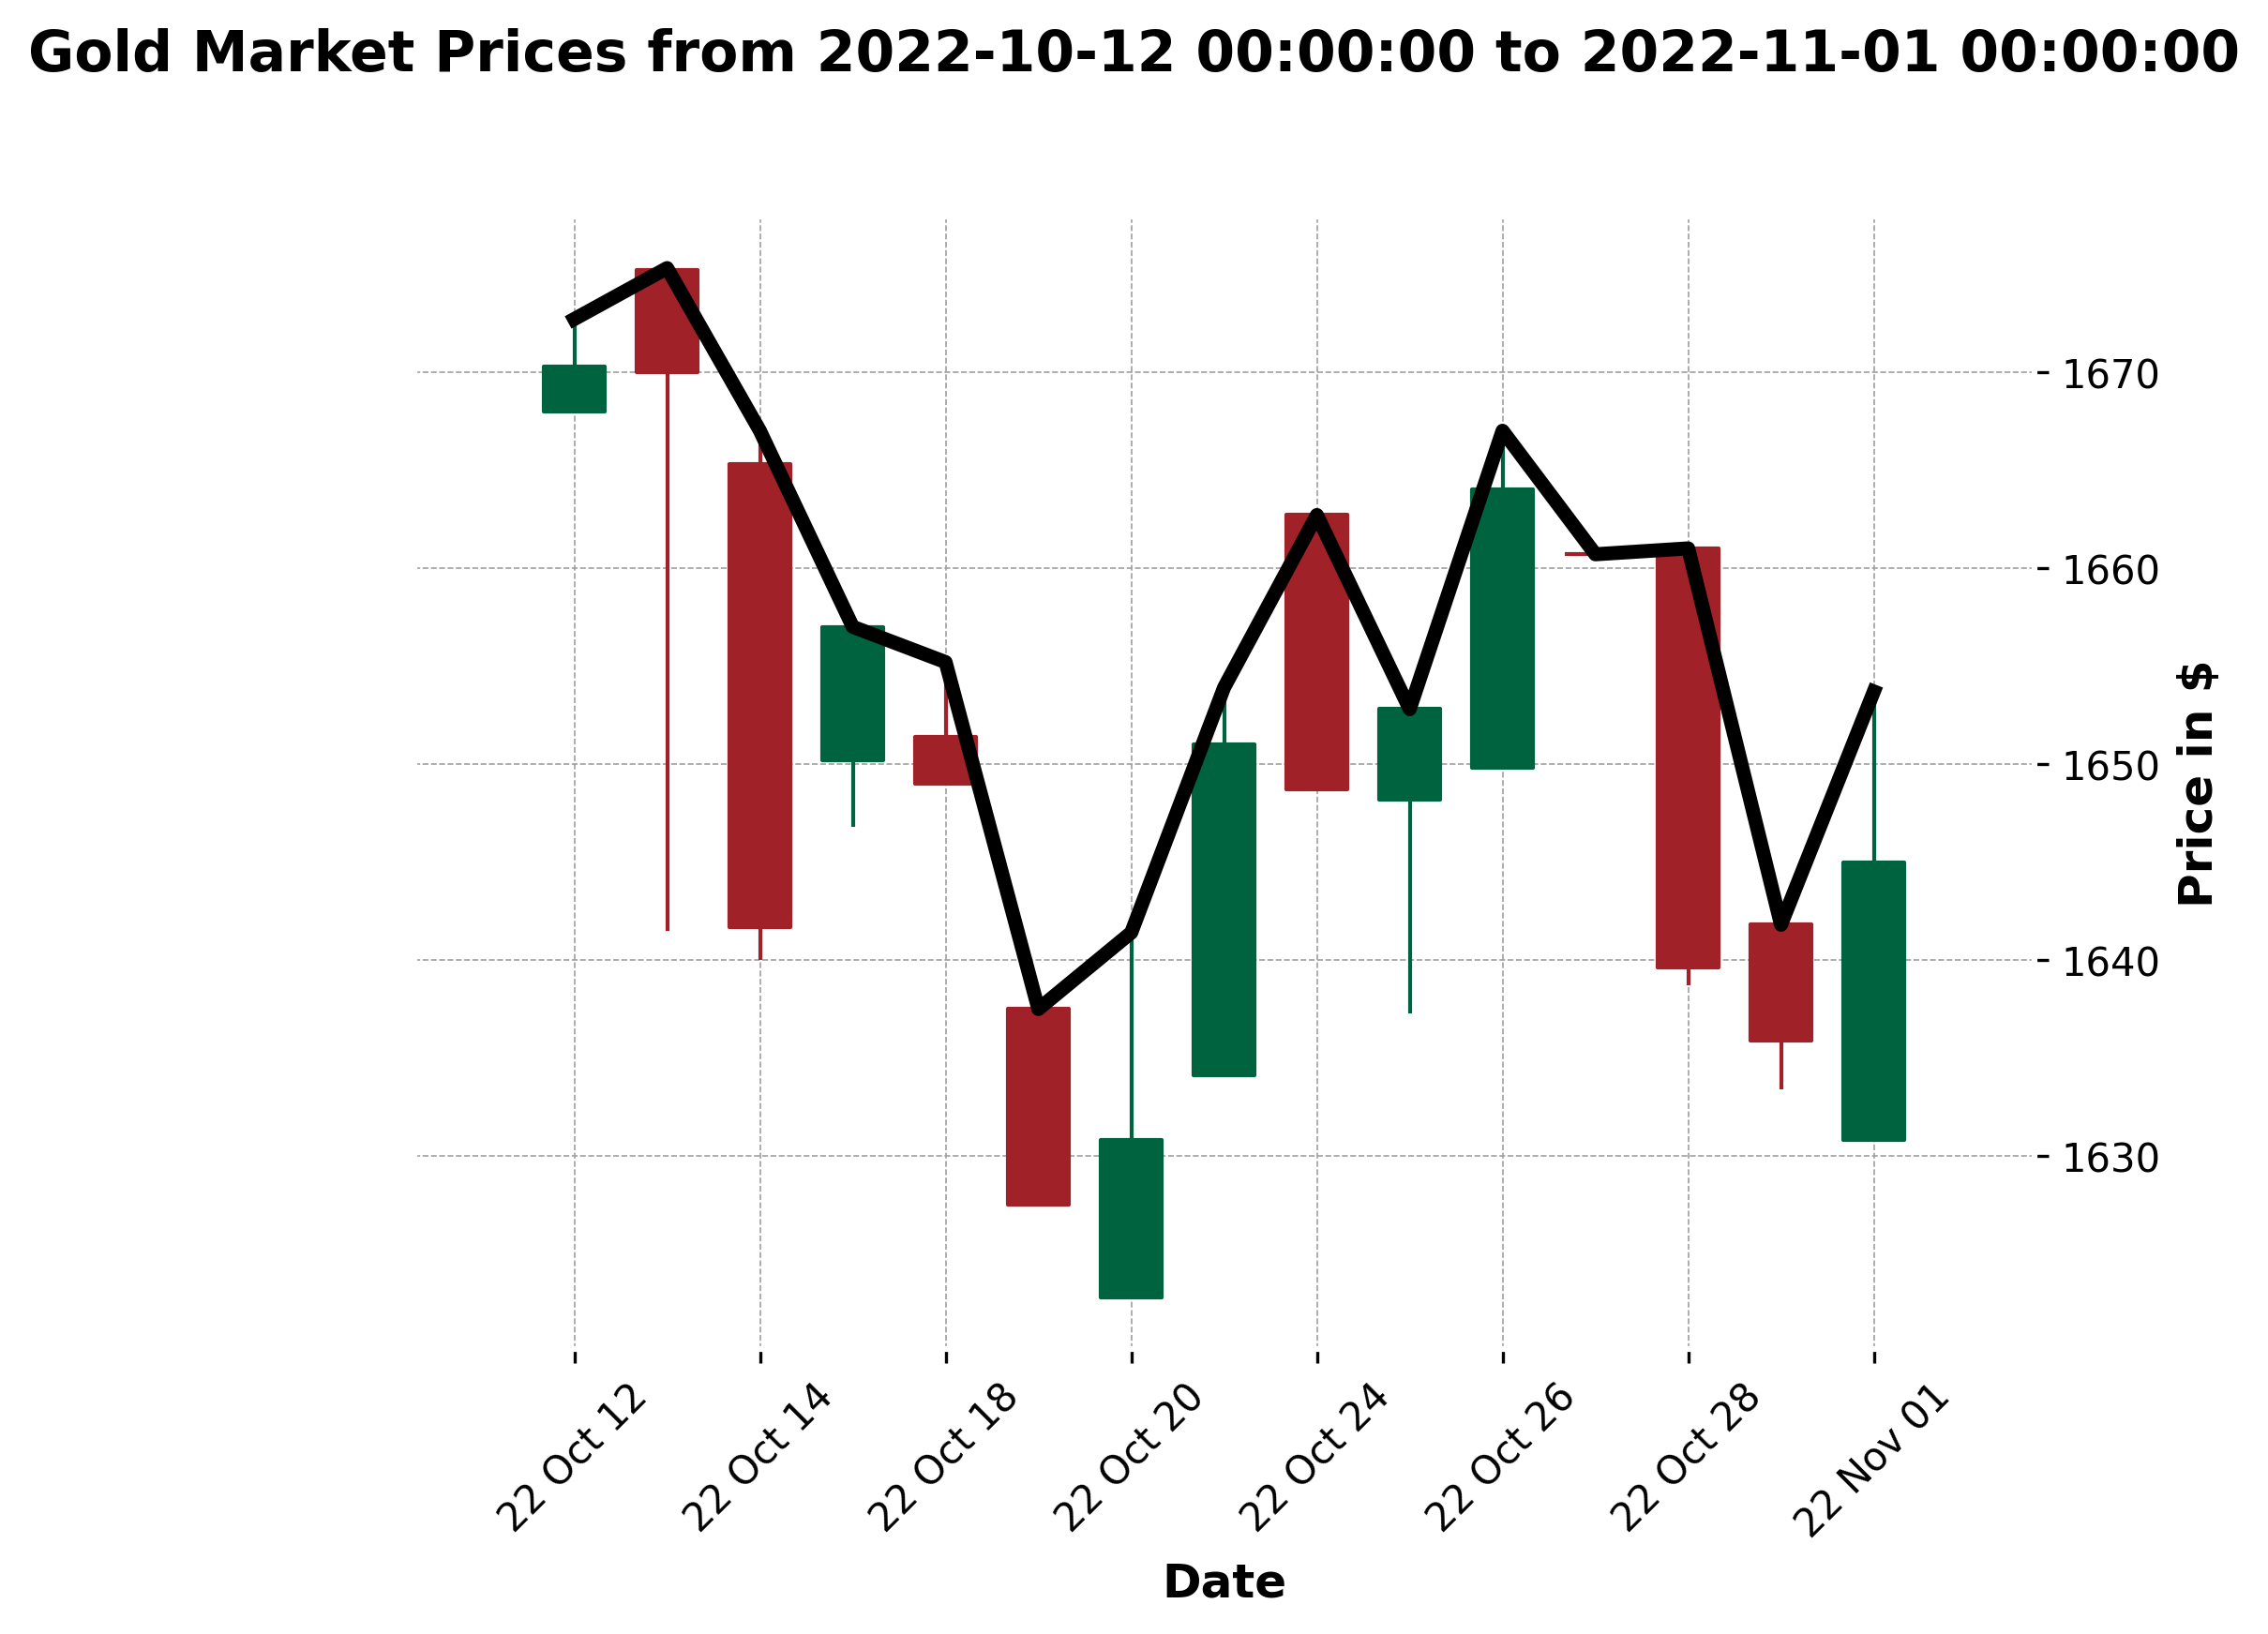 Gold Market Prices from 2022-10-12 00:00:00 to 2022-11-01 00:00:00
1670
1660
1650
1640
1630
Price in $
22 Oct 12
22 Oct 14
22 Oct 18
22 Oct 20
22 Oct 24
22 Oct 26
22 Oct 28
22 Nov 01
Date